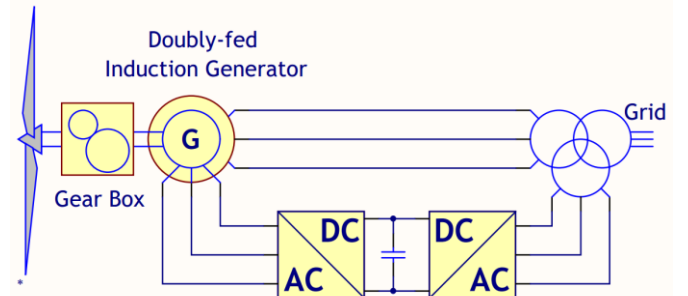 Doubly-fed
Induction Generator
Grid
G
Gear Box
DC
DC
AC
AC
*